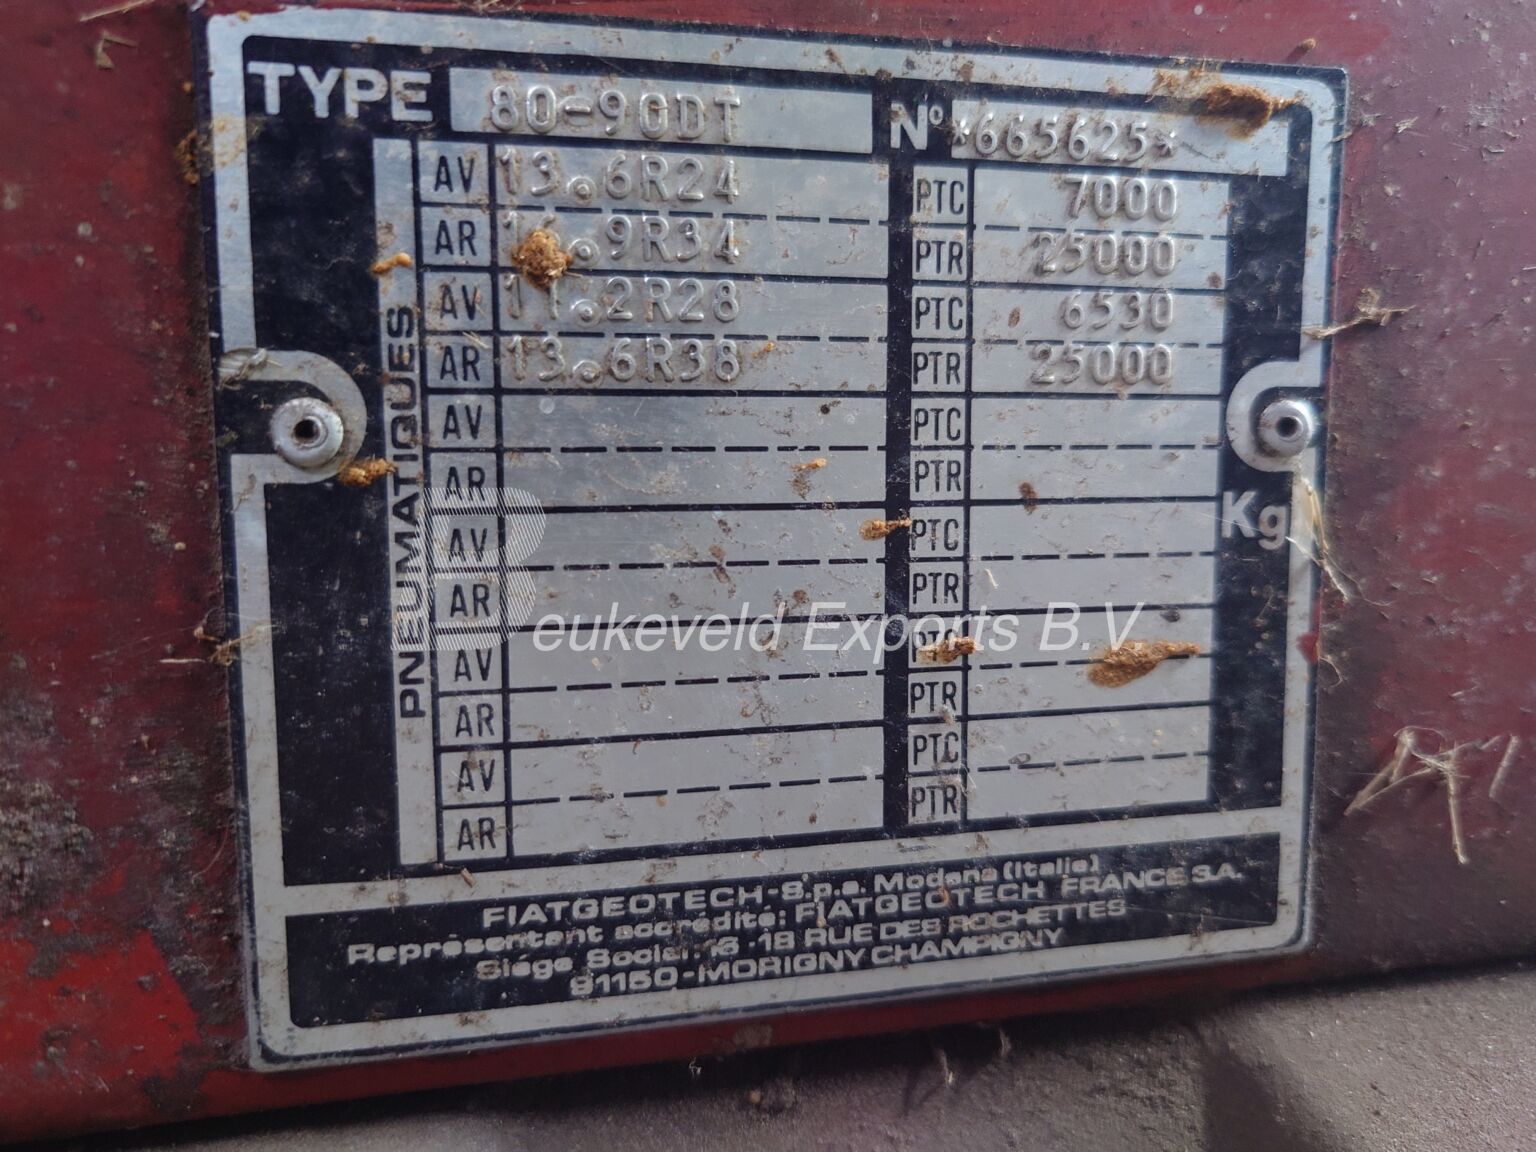 TYPE 80-90DT N° *665625*
PNEUMATIQUES
AV 13.6R24 PTC 7000
AR .9R34 PTR 25000
AV 11.2R28 PTC 6530
AR 13.6R38 PTR 25000
AV PTC
AR PTR
Kg
AV PTC
AR PTR
Beukeveld Exports B.V.
AV PTC
AR PTR
AV PTC
AR PTR
FIATGEOTECH-S.p.a. Modena (Italie)
Représentant accrédité: FIATGEOTECH FRANCE S.A.
Siége Social: 16-18 RUE DES ROCHETTES
91150-MORIGNY CHAMPIGNY